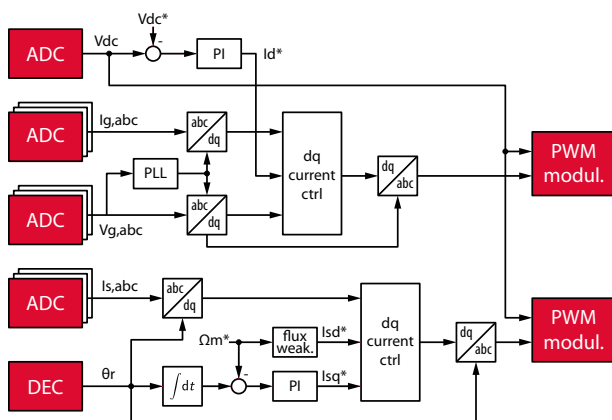 Vdc*
ADC
Vdc
-
PI
Id*
ADC
Ig,abc
abc
dq
dq
current
ctrl
PWM
modul.
PLL
dq
abc
ADC
Vg,abc
abc
dq
ADC
Is,abc
abc
dq
dq
current
ctrl
PWM
modul.
Ωm*
flux
weak.
Isd*
dq
abc
DEC
θr
∫dt
-
PI
Isq*